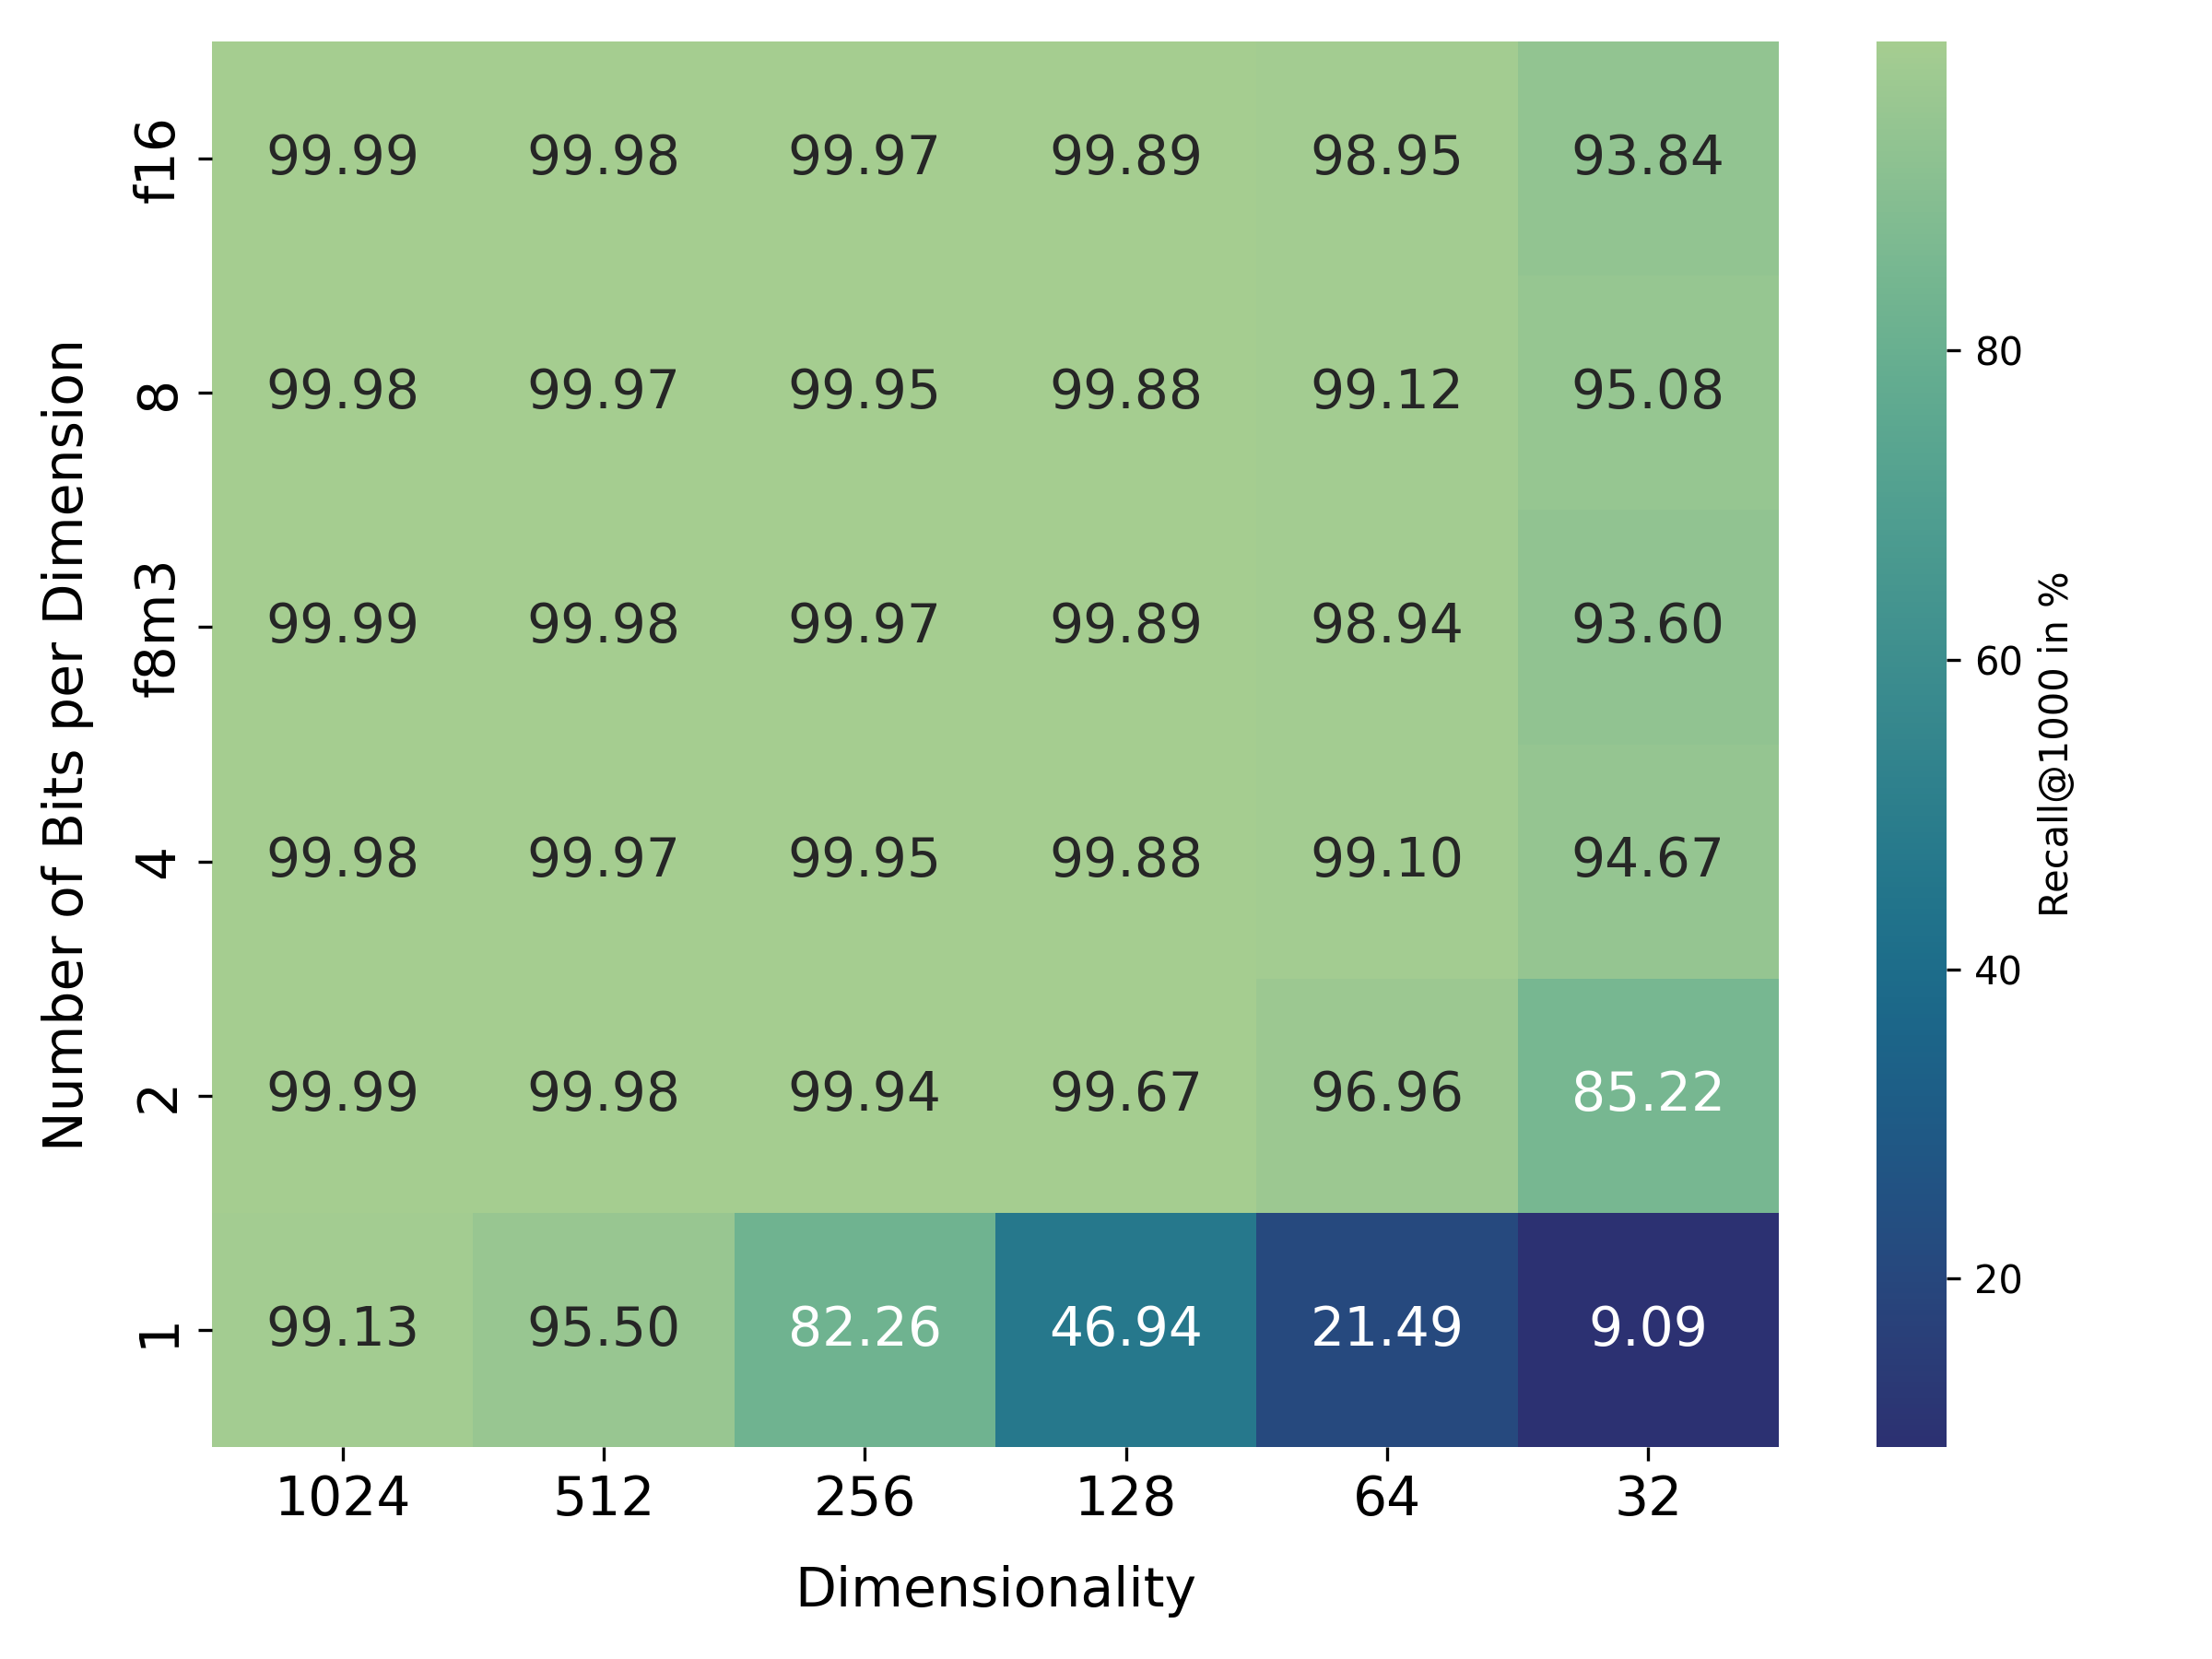 Number of Bits per Dimension
f16 99.99 99.98 99.97 99.89 98.95 93.84
8 99.98 99.97 99.95 99.88 99.12 95.08
f8m3 99.99 99.98 99.97 99.89 98.94 93.60
4 99.98 99.97 99.95 99.88 99.10 94.67
2 99.99 99.98 99.94 99.67 96.96 85.22
1 99.13 95.50 82.26 46.94 21.49 9.09
1024 512 256 128 64 32
Dimensionality
80
60
40
20
Recall@1000 in %